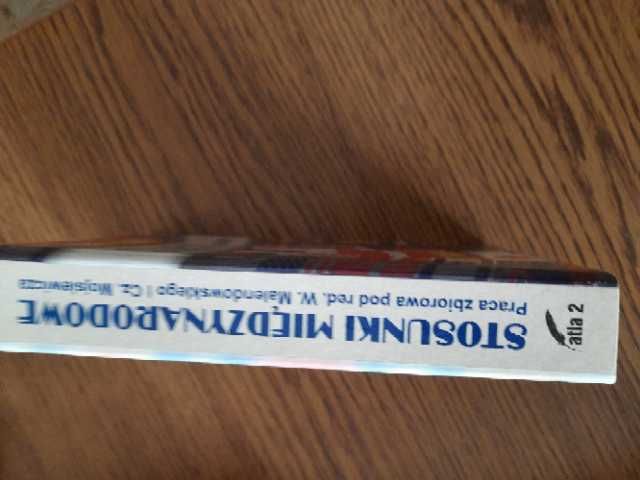 STOSUNKI MIĘDZYNARODOWE
Praca zbiorowa pod red. W. Malendowskiego i Cz. Mojsiewicza
atla 2